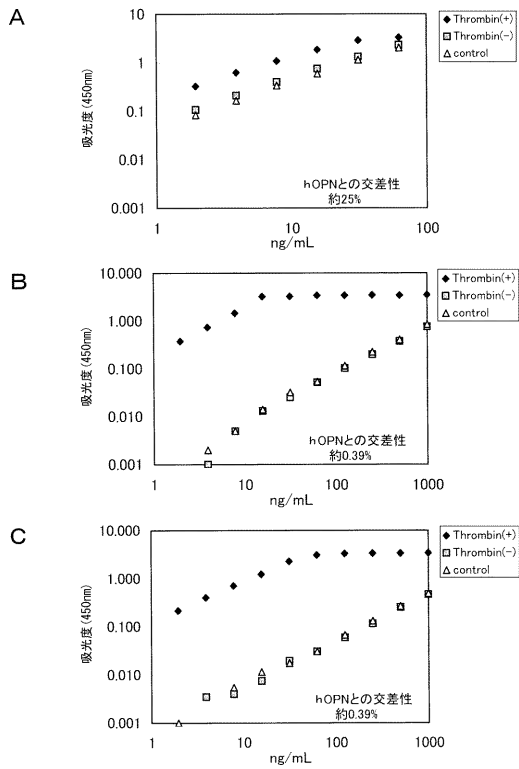 A
10
1
0.1
0.01
0.001
吸光度(450nm)
1
10
100
ng/mL
hOPNとの交差性
約25%
Thrombin(+)
Thrombin(-)
control
B
10.000
1.000
0.100
0.010
0.001
吸光度(450nm)
1
10
100
1000
ng/mL
hOPNとの交差性
約0.39%
Thrombin(+)
Thrombin(-)
control
C
10.000
1.000
0.100
0.010
0.001
吸光度(450nm)
1
10
100
1000
ng/mL
hOPNとの交差性
約0.39%
Thrombin(+)
Thrombin(-)
control